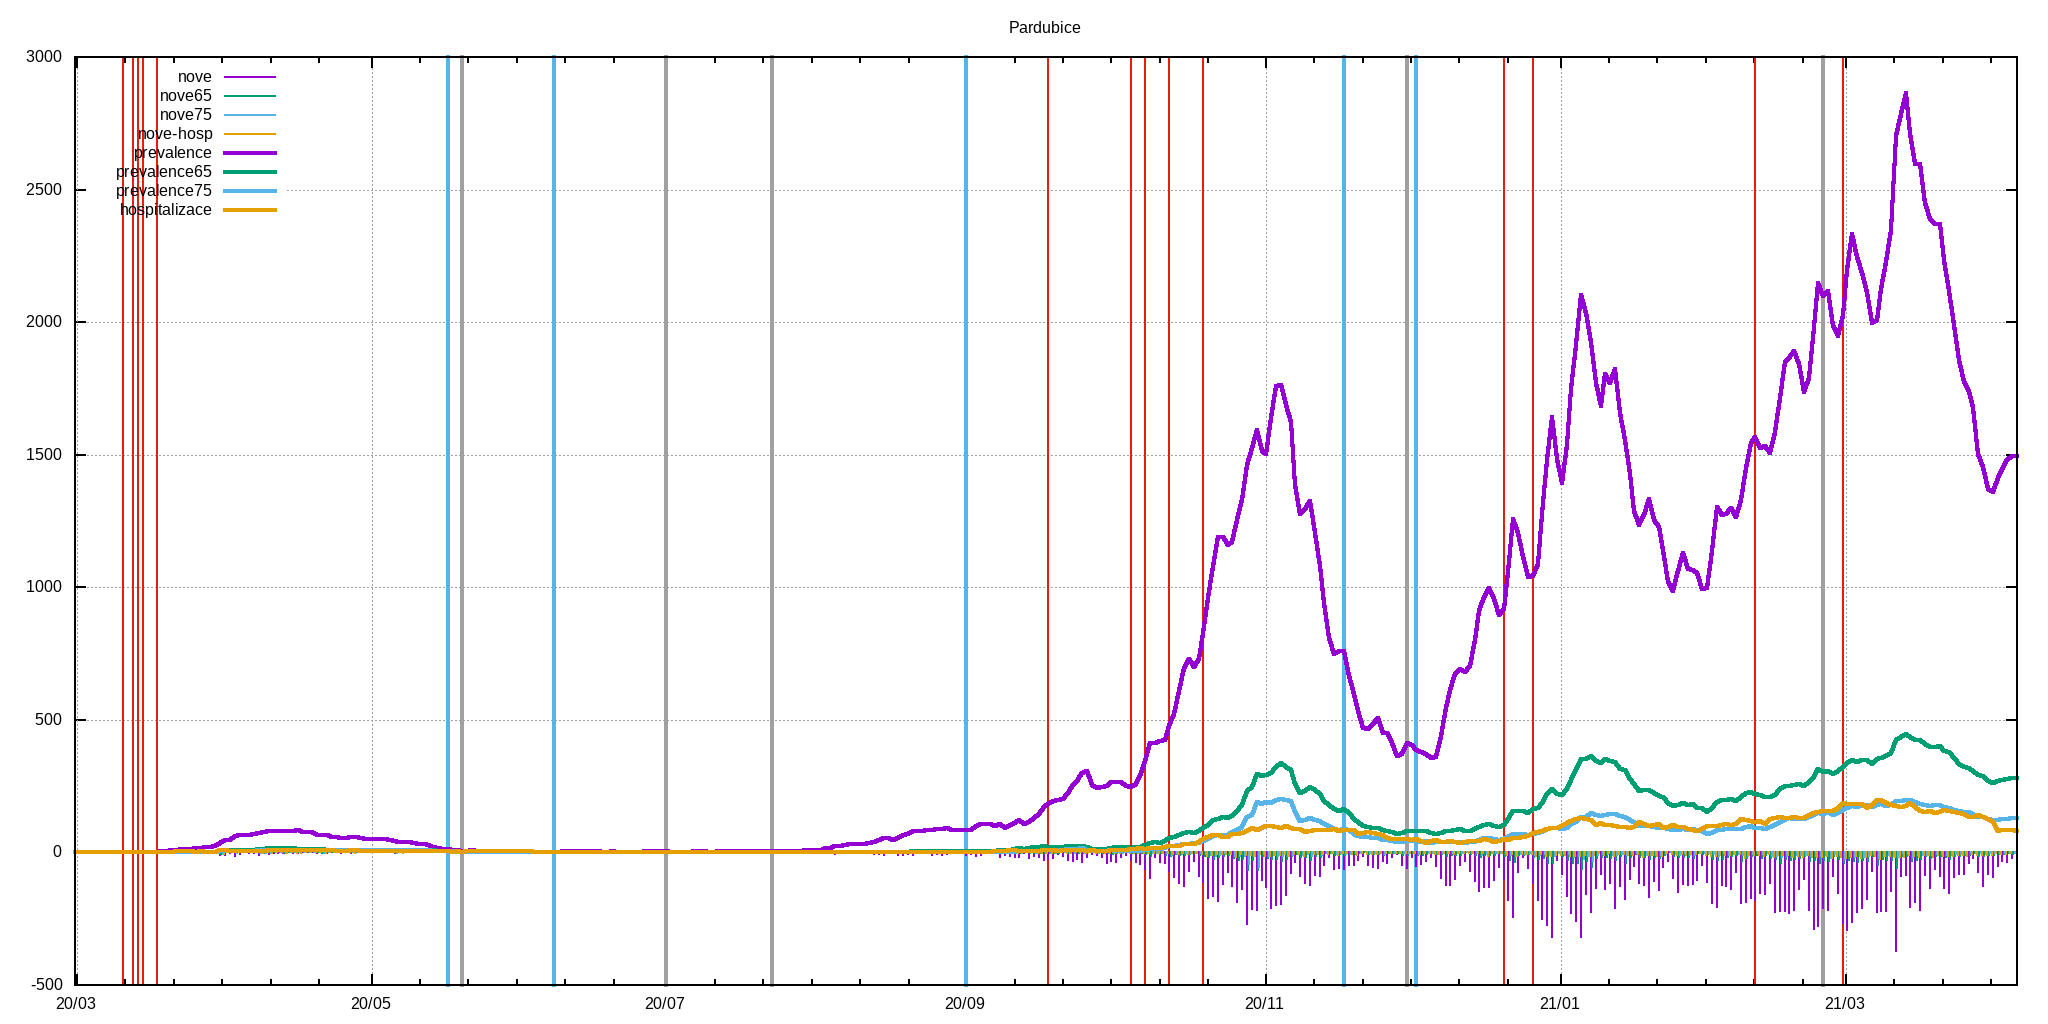 Pardubice
3000
2500
2000
1500
1000
500
0
-500
nove
nove65
nove75
nove-hosp
prevalence
prevalence65
prevalence75
hospitalizace
20/03
20/05
20/07
20/09
20/11
21/01
21/03